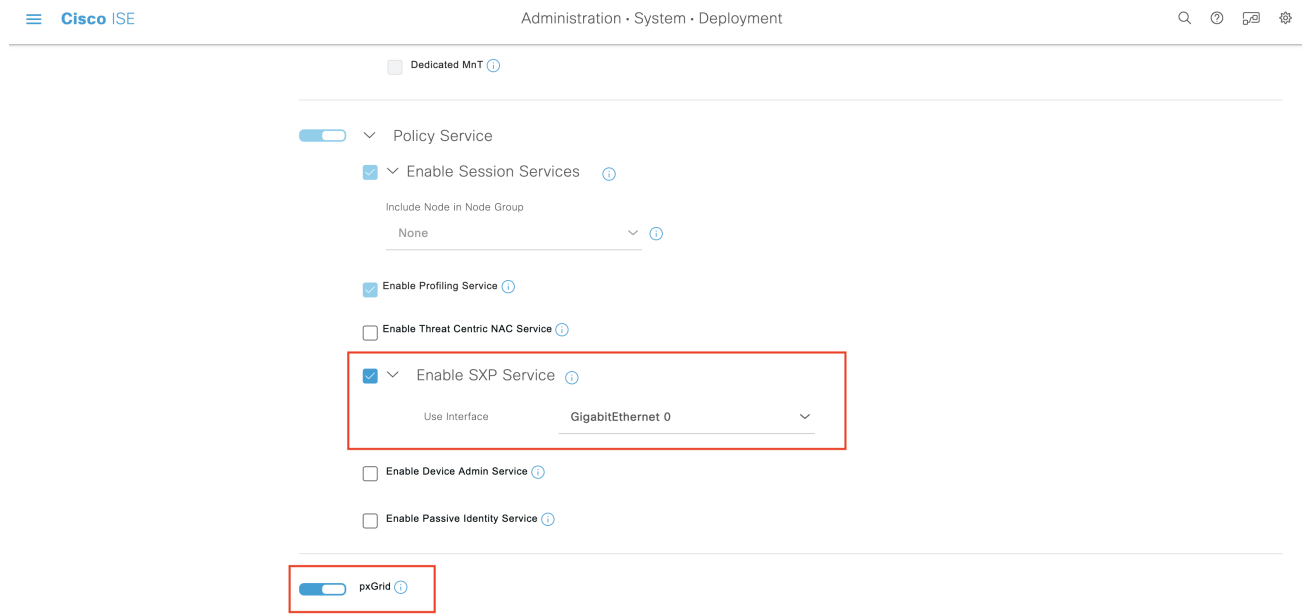 Cisco ISE
Administration · System · Deployment
Dedicated MnT
Policy Service
Enable Session Services
Include Node in Node Group
None
Enable Profiling Service
Enable Threat Centric NAC Service
Enable SXP Service
Use Interface GigabitEthernet 0
Enable Device Admin Service
Enable Passive Identity Service
pxGrid